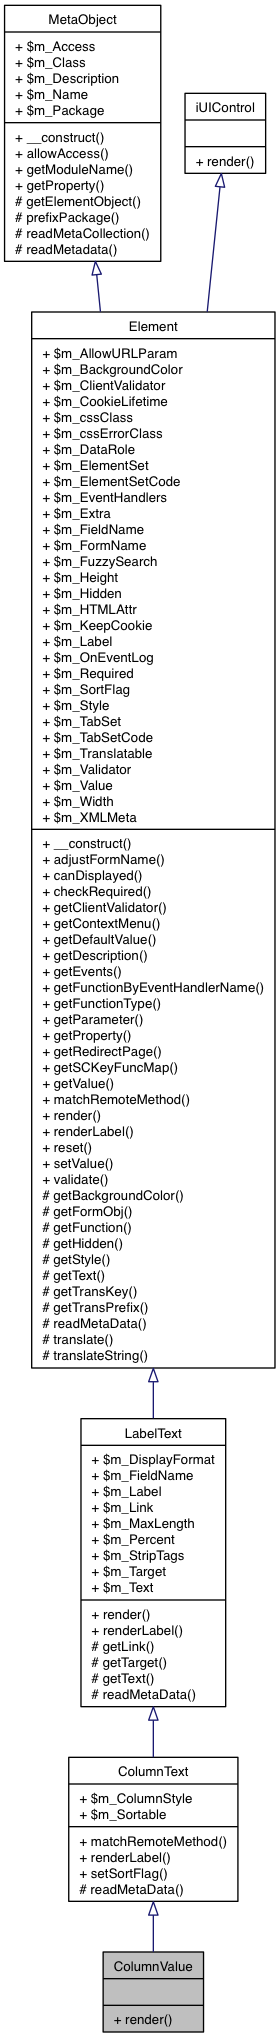 MetaObject
+ $m_Access
+ $m_Class
+ $m_Description
+ $m_Name
+ $m_Package
+ __construct()
+ allowAccess()
+ getModuleName()
+ getProperty()
# getElementObject()
# prefixPackage()
# readMetaCollection()
# readMetadata()
iUIControl
+ render()
Element
+ $m_AllowURLParam
+ $m_BackgroundColor
+ $m_ClientValidator
+ $m_CookieLifetime
+ $m_cssClass
+ $m_cssErrorClass
+ $m_DataRole
+ $m_ElementSet
+ $m_ElementSetCode
+ $m_EventHandlers
+ $m_Extra
+ $m_FieldName
+ $m_FormName
+ $m_FuzzySearch
+ $m_Height
+ $m_Hidden
+ $m_HTMLAttr
+ $m_KeepCookie
+ $m_Label
+ $m_OnEventLog
+ $m_Required
+ $m_SortFlag
+ $m_Style
+ $m_TabSet
+ $m_TabSetCode
+ $m_Translatable
+ $m_Validator
+ $m_Value
+ $m_Width
+ $m_XMLMeta
+ __construct()
+ adjustFormName()
+ canDisplayed()
+ checkRequired()
+ getClientValidator()
+ getContextMenu()
+ getDefaultValue()
+ getDescription()
+ getEvents()
+ getFunctionByEventHandlerName()
+ getFunctionType()
+ getParameter()
+ getProperty()
+ getRedirectPage()
+ getSCKeyFuncMap()
+ getValue()
+ matchRemoteMethod()
+ render()
+ renderLabel()
+ reset()
+ setValue()
+ validate()
# getBackgroundColor()
# getFormObj()
# getFunction()
# getHidden()
# getStyle()
# getText()
# getTransKey()
# getTransPrefix()
# readMetaData()
# translate()
# translateString()
LabelText
+ $m_DisplayFormat
+ $m_FieldName
+ $m_Label
+ $m_Link
+ $m_MaxLength
+ $m_Percent
+ $m_StripTags
+ $m_Target
+ $m_Text
+ render()
+ renderLabel()
# getLink()
# getTarget()
# getText()
# readMetaData()
ColumnText
+ $m_ColumnStyle
+ $m_Sortable
+ matchRemoteMethod()
+ renderLabel()
+ setSortFlag()
# readMetaData()
ColumnValue
+ render()